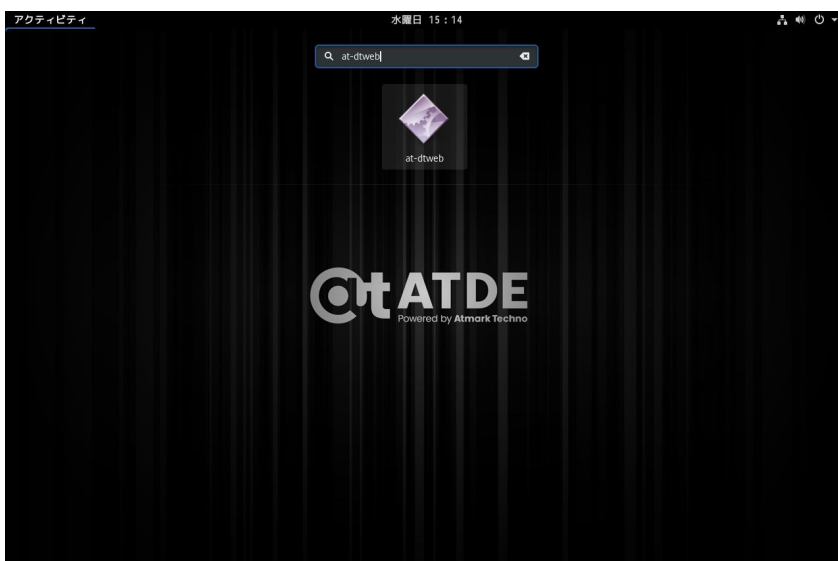 アクティビティ
水曜日 15:14
at-dtweb
at-dtweb
at ATDE
Powered by Atmark Techno